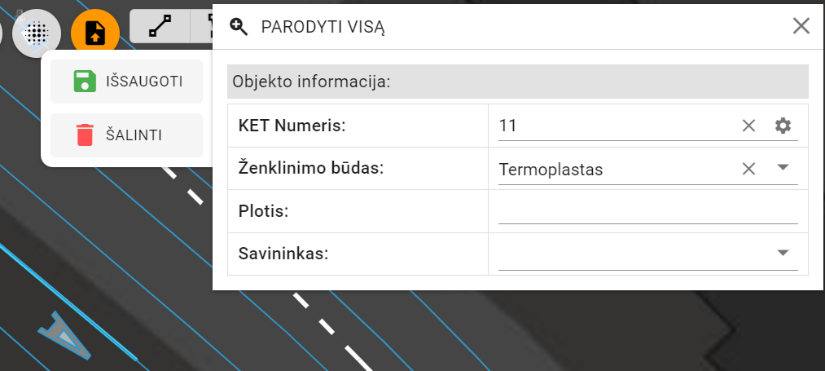 PARODYTI VISĄ
IŠSAUGOTI
ŠALINTI
Objekto informacija:
KET Numeris: 11
Ženklinimo būdas: Termoplastas
Plotis:
Savininkas:
A